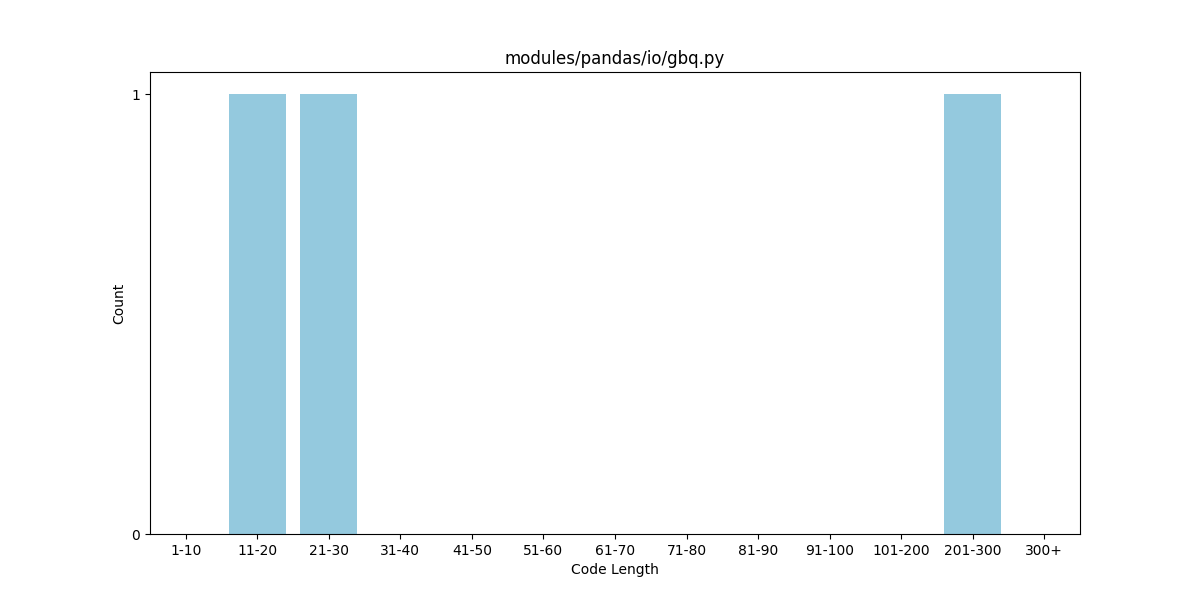 modules/pandas/io/gbq.py
Count
1
0
1-10 11-20 21-30 31-40 41-50 51-60 61-70 71-80 81-90 91-100 101-200 201-300 300+
Code Length